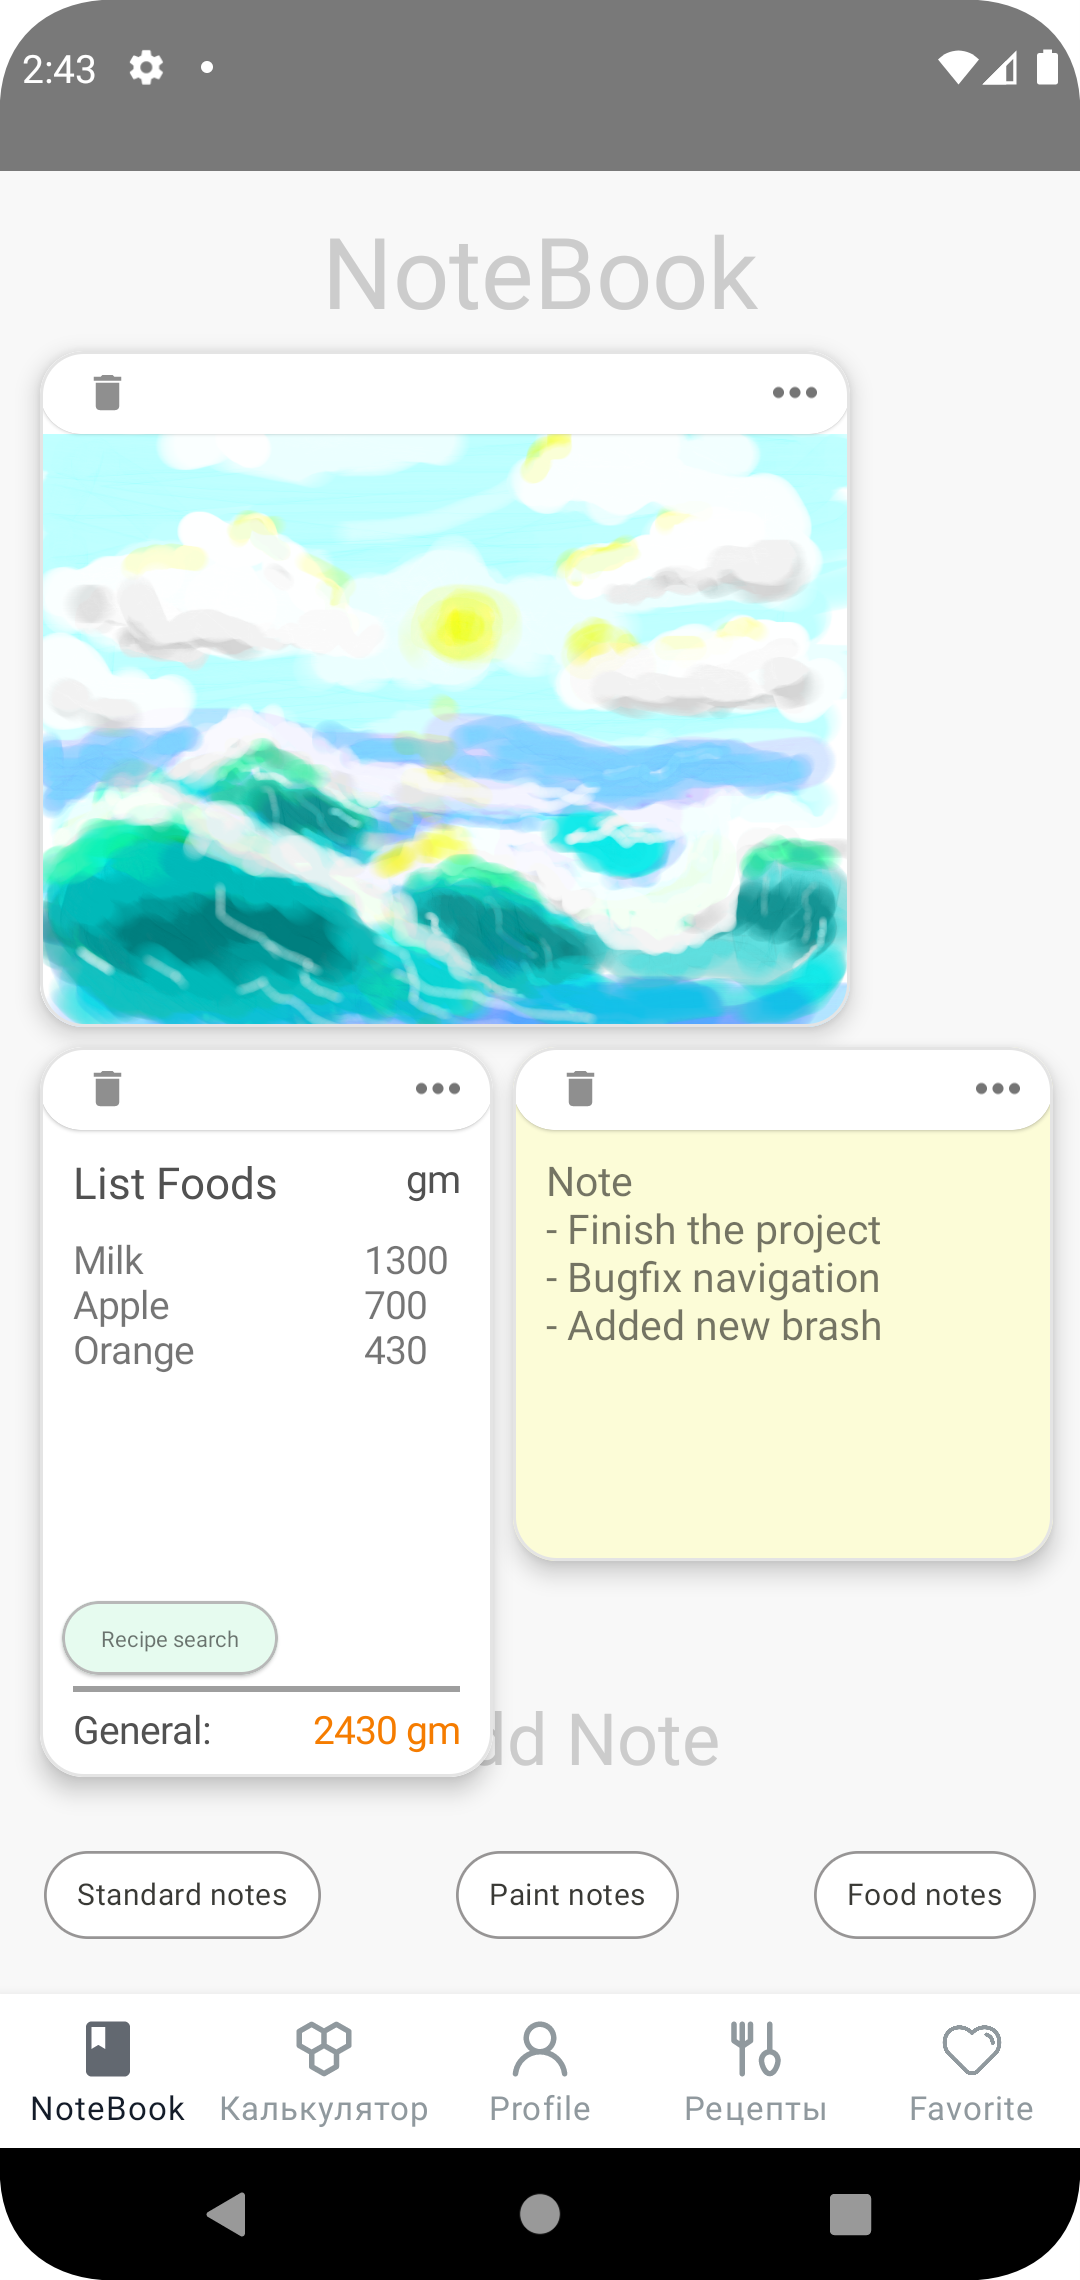 2:43
NoteBook
List Foods gm
Milk 1300
Apple 700
Orange 430
Recipe search
General: 2430 gm
Note
- Finish the project
- Bugfix navigation
- Added new brash
Note
Standard notes Paint notes Food notes
NoteBook Калькулятор Profile Рецепты Favorite